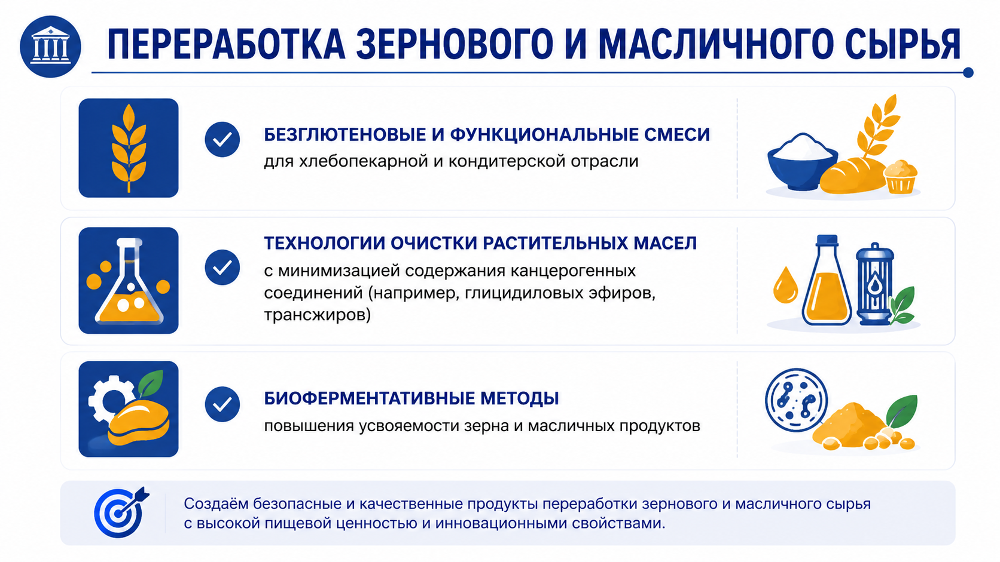 ПЕРЕРАБОТКА ЗЕРНОВОГО И МАСЛИЧНОГО СЫРЬЯ
БЕЗГЛЮТЕНОВЫЕ И ФУНКЦИОНАЛЬНЫЕ СМЕСИ
для хлебопекарной и кондитерской отрасли
ТЕХНОЛОГИИ ОЧИСТКИ РАСТИТЕЛЬНЫХ МАСЕЛ
с минимизацией содержания канцерогенных
соединений (например, глицидиловых эфиров,
трансжиров)
БИОФЕРМЕНТАТИВНЫЕ МЕТОДЫ
повышения усвояемости зерна и масличных продуктов
Создаём безопасные и качественные продукты переработки зернового и масличного сырья
с высокой пищевой ценностью и инновационными свойствами.